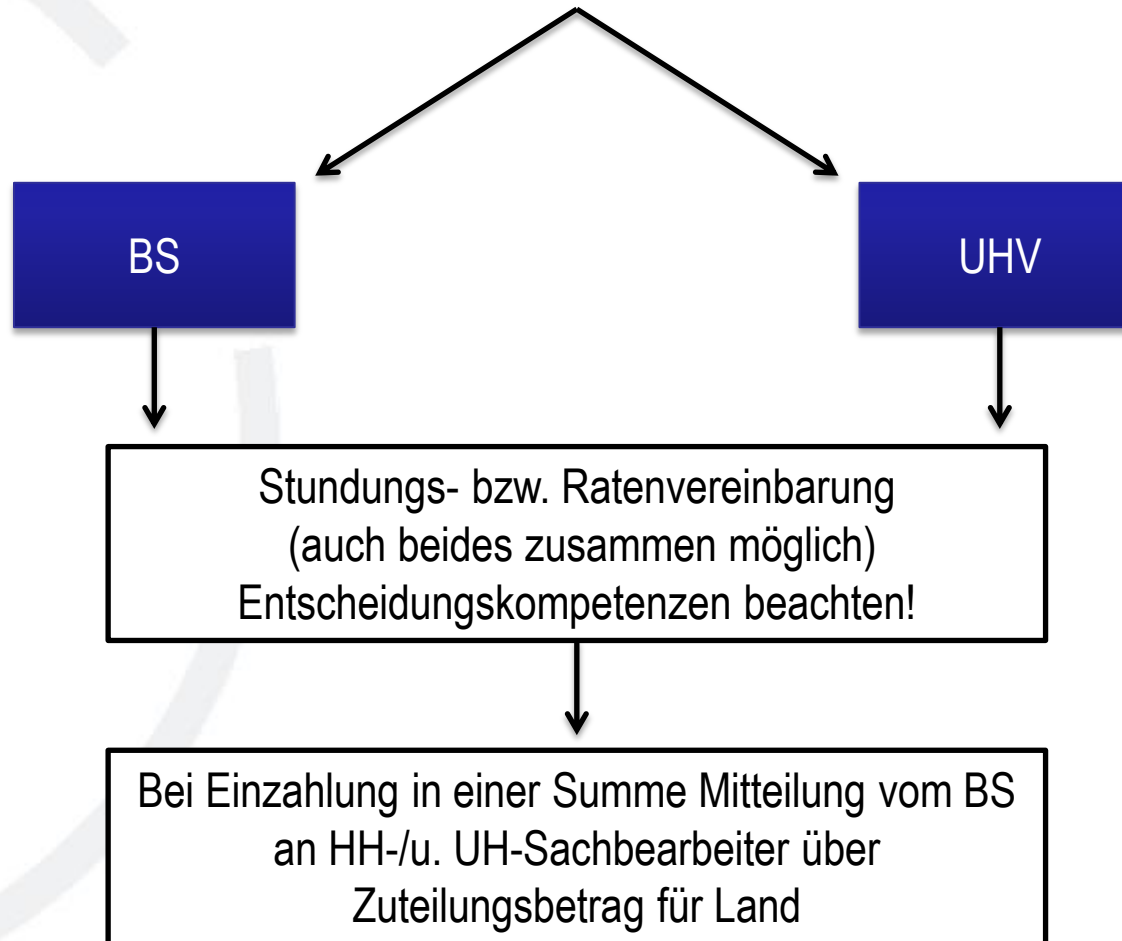 BS
UHV
Stundungs- bzw. Ratenvereinbarung
(auch beides zusammen möglich)
Entscheidungskompetenzen beachten!
Bei Einzahlung in einer Summe Mitteilung vom BS
an HH-/u. UH-Sachbearbeiter über
Zuteilungsbetrag für Land